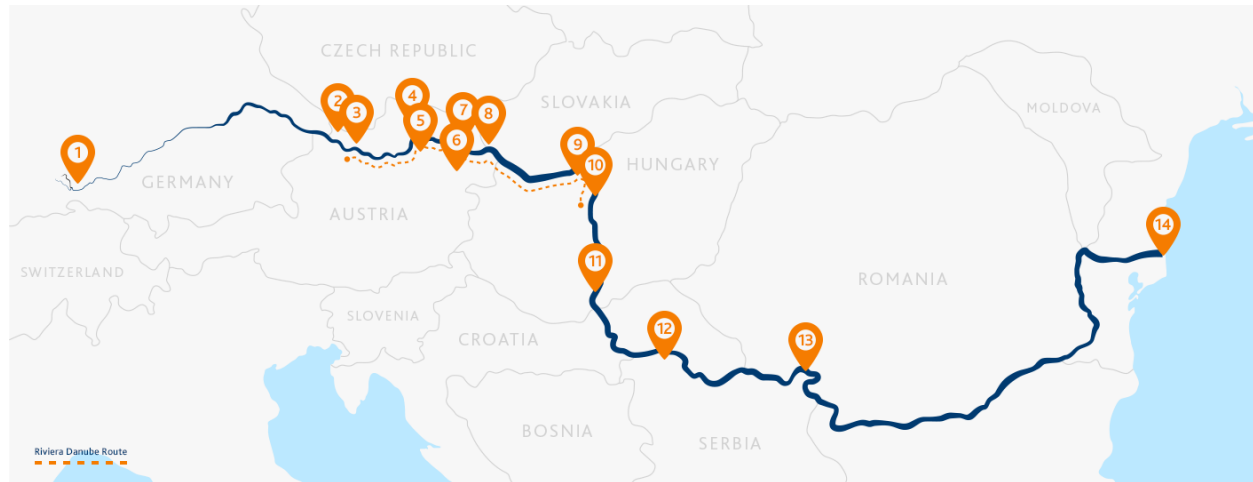 CZECH REPUBLIC
SLOVAKIA
MOLDOVA
GERMANY
HUNGARY
AUSTRIA
SWITZERLAND
ROMANIA
SLOVENIA
CROATIA
BOSNIA
SERBIA
1
2
3
4
5
6
7
8
9
10
11
12
13
14
Riviera Danube Route